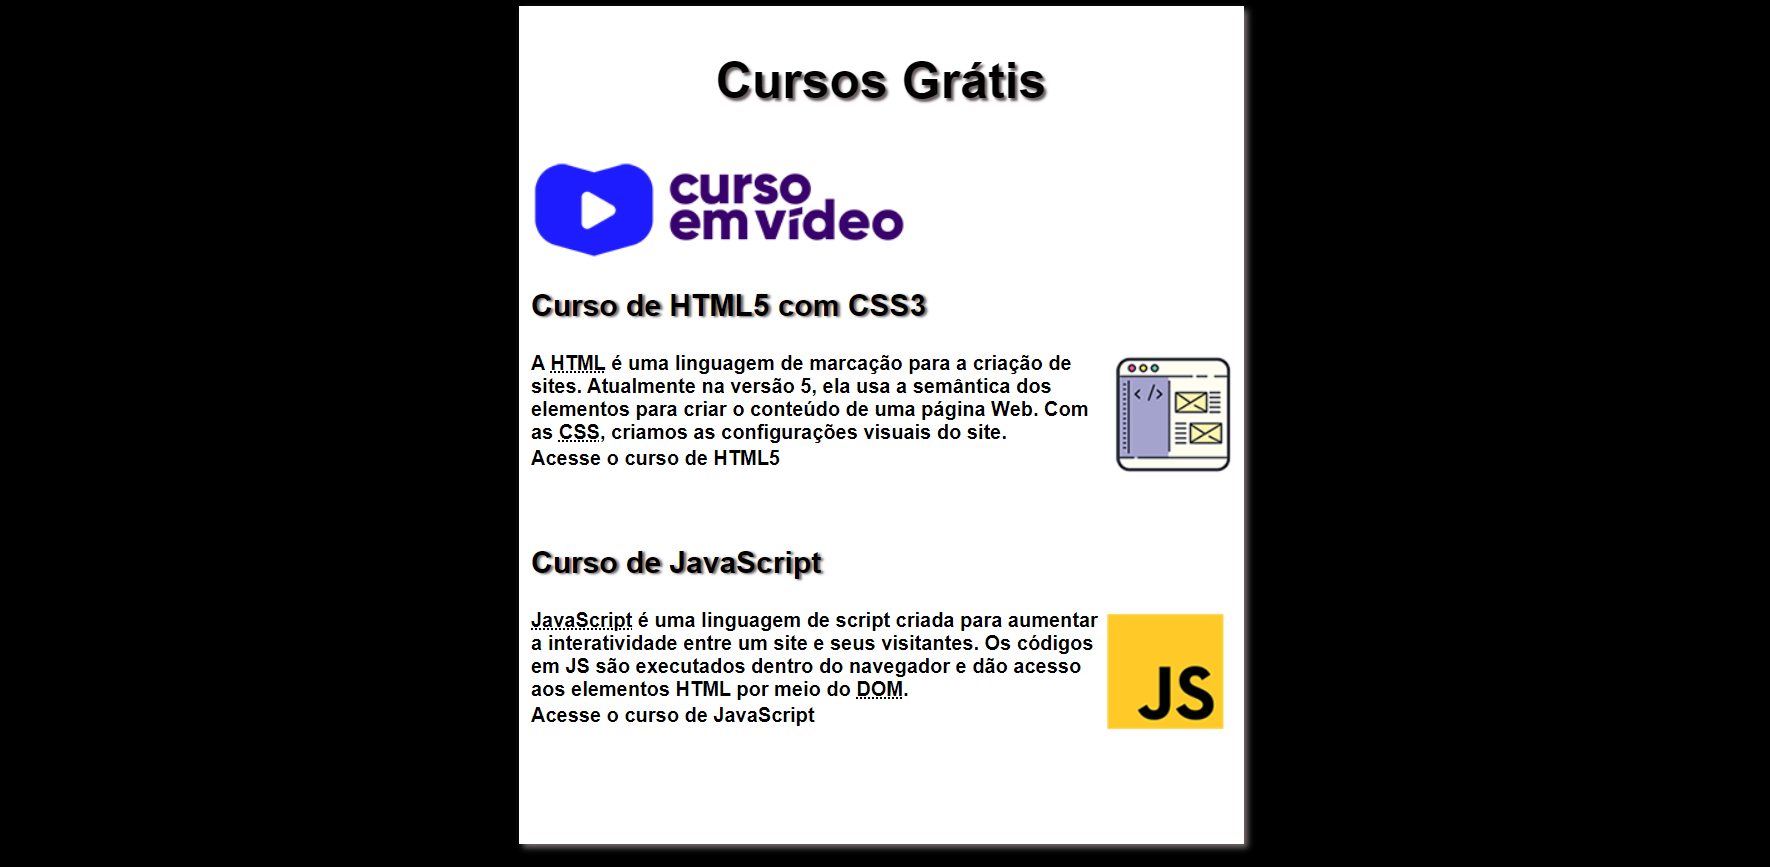 Cursos Grátis
curso
em vídeo
Curso de HTML5 com CSS3
A HTML é uma linguagem de marcação para a criação de
sites. Atualmente na versão 5, ela usa a semântica dos
elementos para criar o conteúdo de uma página Web. Com
as CSS, criamos as configurações visuais do site.
Acesse o curso de HTML5
</>
Curso de JavaScript
JavaScript é uma linguagem de script criada para aumentar
a interatividade entre um site e seus visitantes. Os códigos
em JS são executados dentro do navegador e dão acesso
aos elementos HTML por meio do DOM.
Acesse o curso de JavaScript
JS